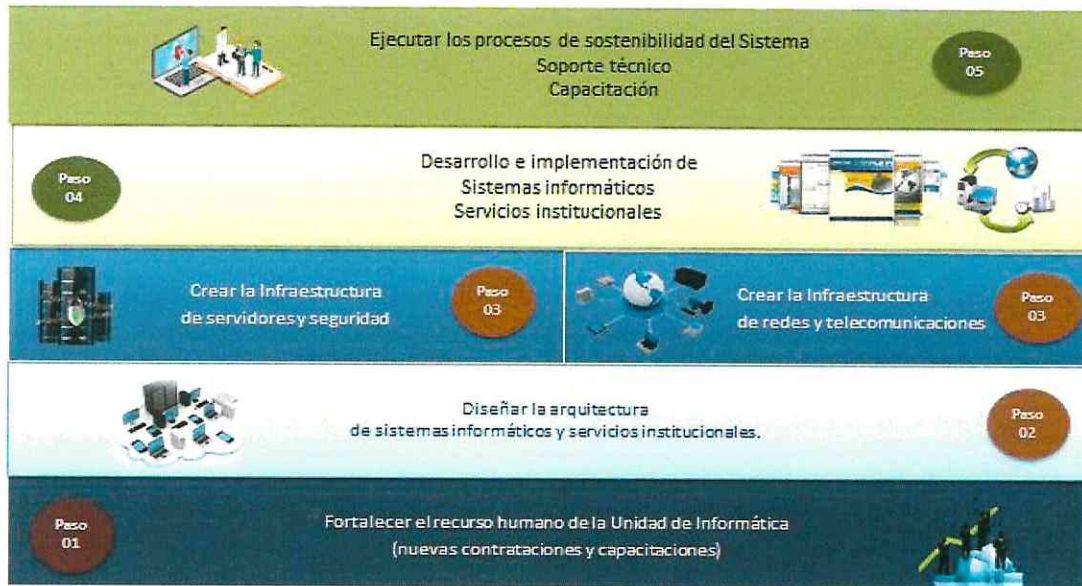 Ejecutar los procesos de sostenibilidad del Sistema
Soporte técnico
Capacitación
Paso
05
Paso
04
Desarrollo e implementación de
Sistemas informáticos
Servicios institucionales
Crear la Infraestructura
de servidores y seguridad
Paso
03
Crear la Infraestructura
de redes y telecomunicaciones
Paso
03
Diseñar la arquitectura
de sistemas informáticos y servicios institucionales.
Paso
02
Paso
01
Fortalecer el recurso humano de la Unidad de Informática
(nuevas contrataciones y capacitaciones)